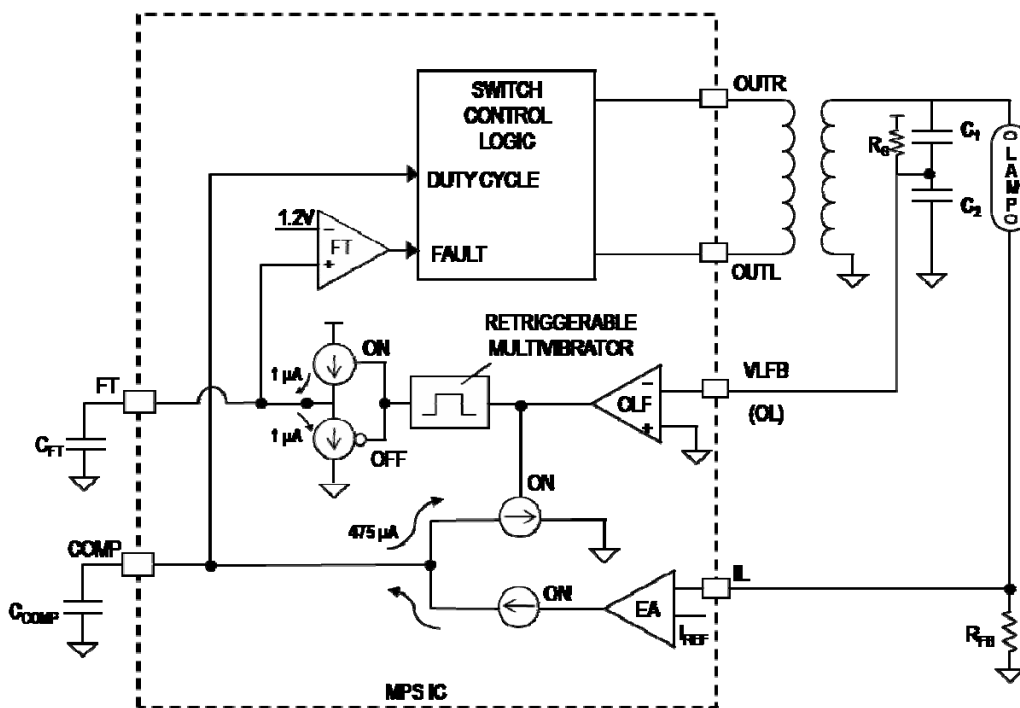 SWITCH
CONTROL
LOGIC
DUTY CYCLE
FAULT
OUTR
OUTL
1.2V
−
FT
+
C1
C2
LAMP
RETRIGGERABLE
MULTIVIBRATOR
ON
1 µA
1 µA
OFF
FT
CFT
−
OLF
+
VLFB
(OL)
ON
475 µA
COMP
CCOMP
ON
EA
IREF
IL
RFB
MPS IC